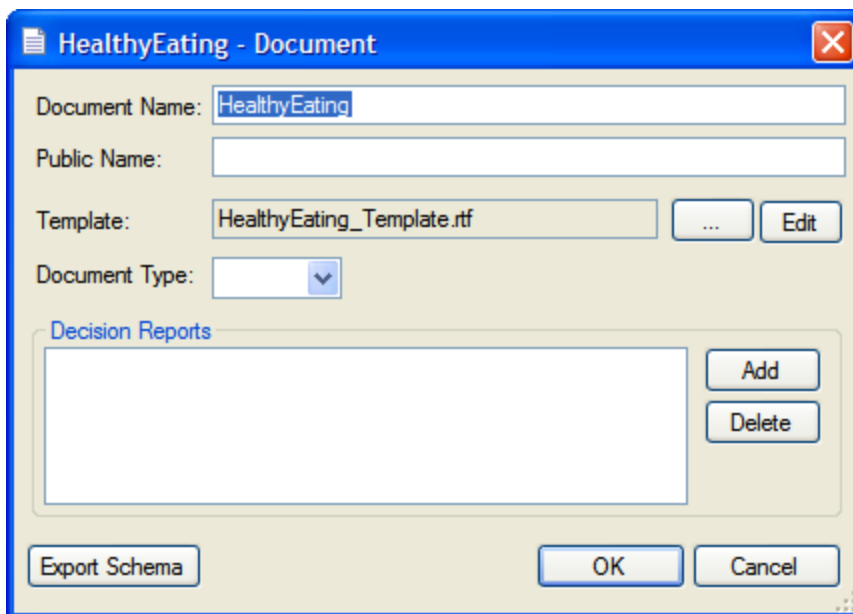 HealthyEating - Document
Document Name: HealthyEating
Public Name:
Template: HealthyEating_Template.rtf ... Edit
Document Type:
Decision Reports
Add
Delete
Export Schema OK Cancel